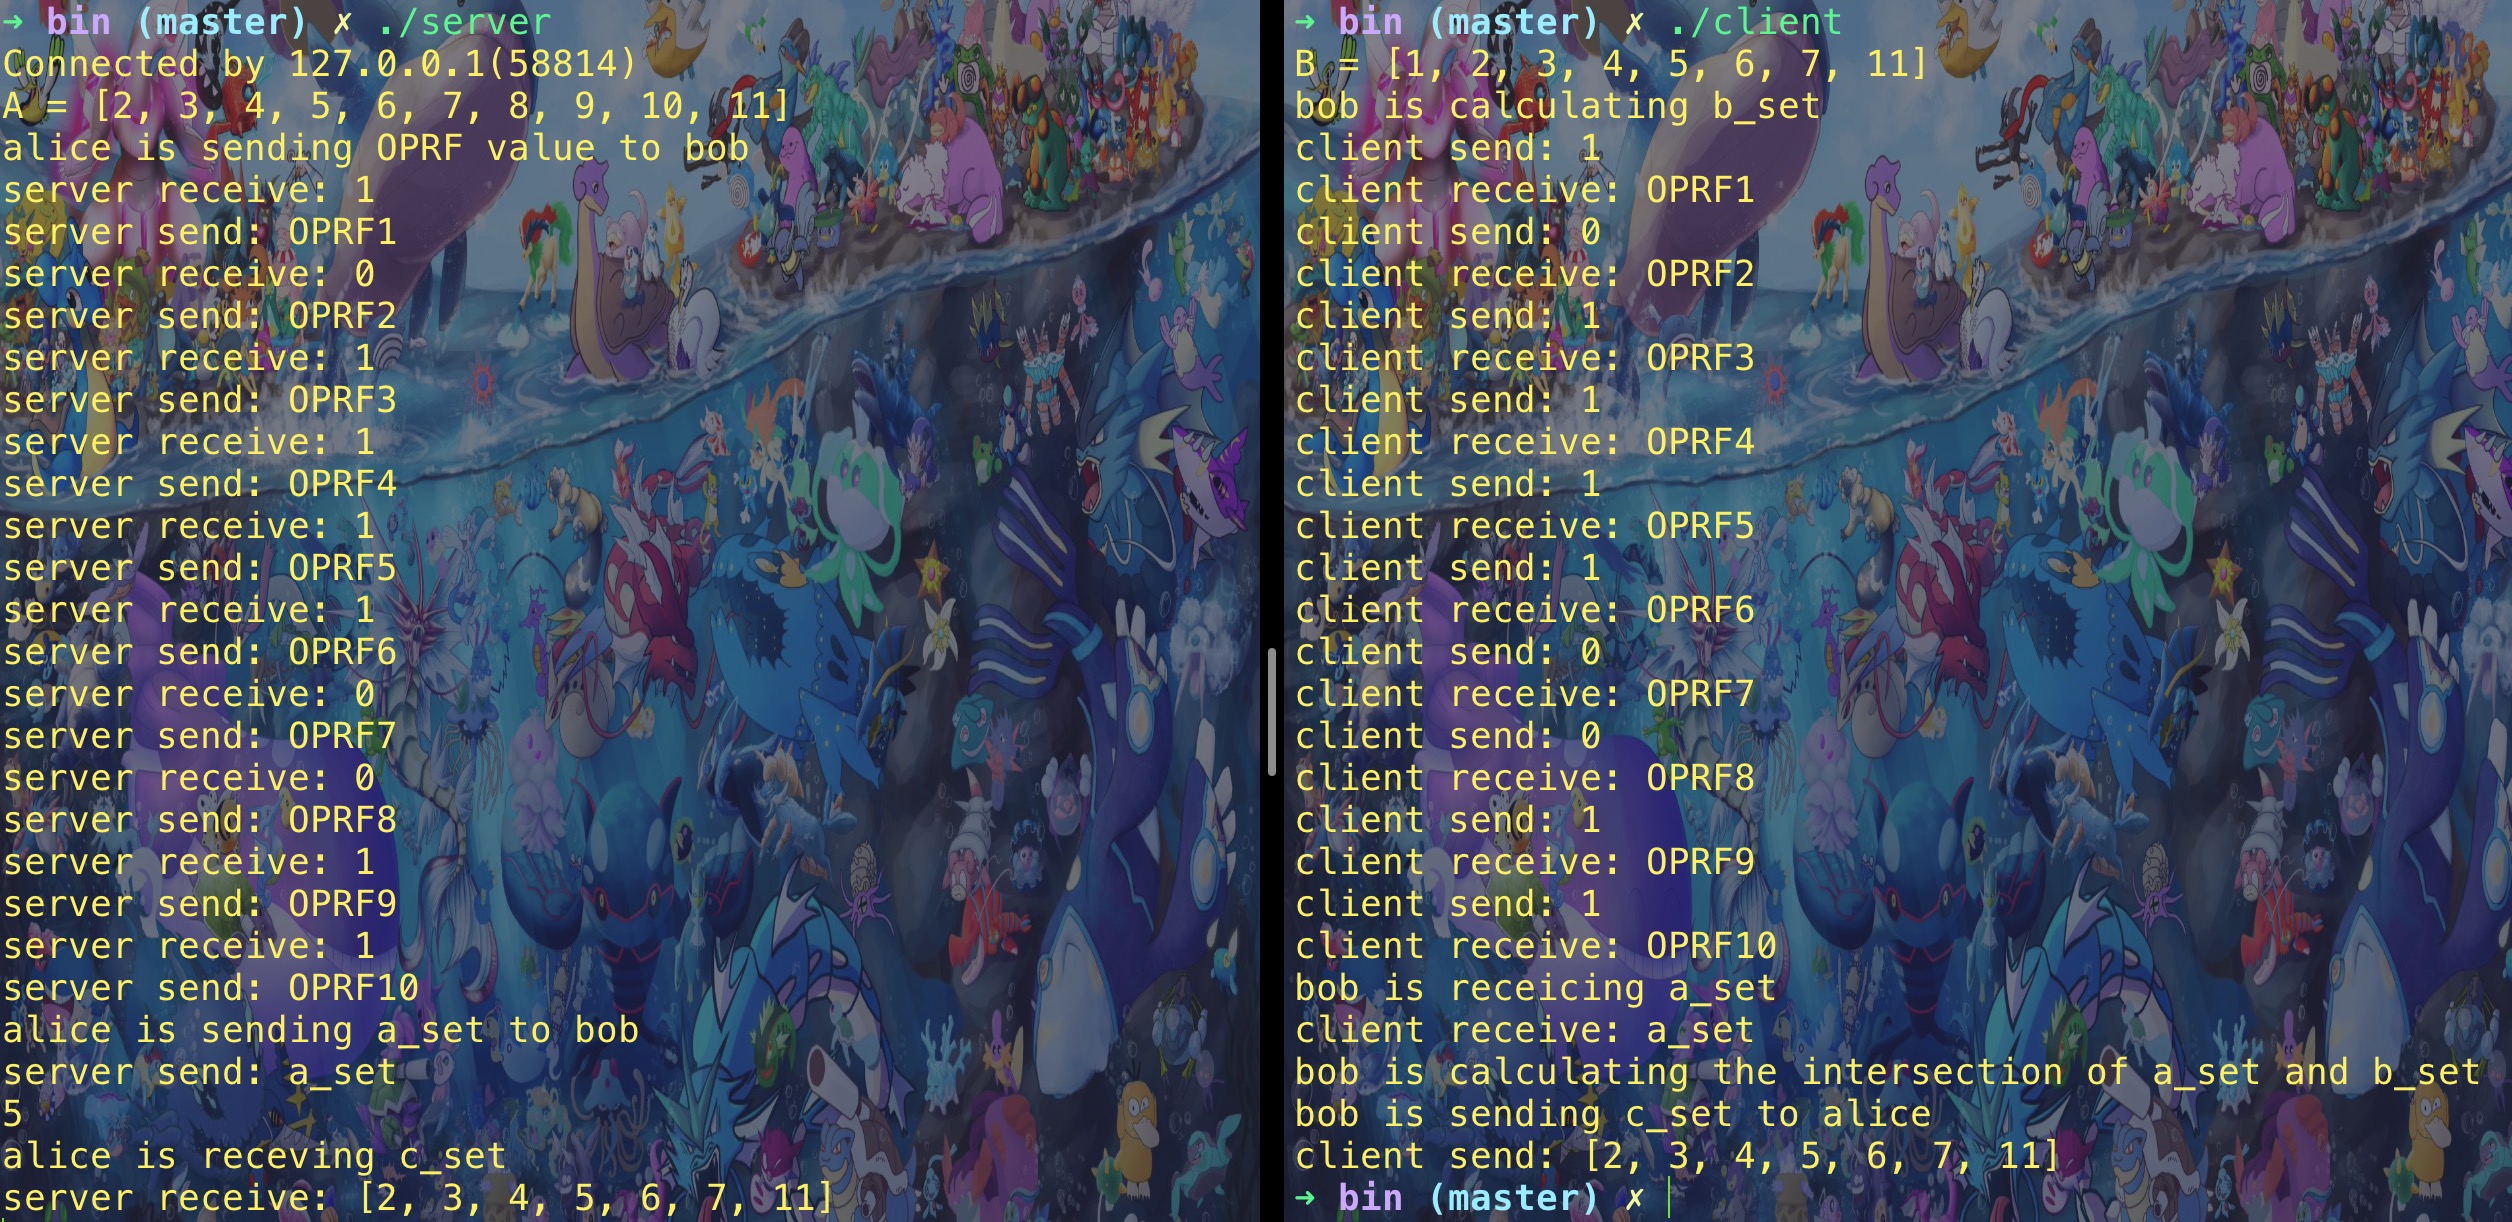 ➜ bin (master) ✗ ./server
Connected by 127.0.0.1(58814)
A = [2, 3, 4, 5, 6, 7, 8, 9, 10, 11]
alice is sending OPRF value to bob
server receive: 1
server send: OPRF1
server receive: 0
server send: OPRF2
server receive: 1
server send: OPRF3
server receive: 1
server send: OPRF4
server receive: 1
server send: OPRF5
server receive: 1
server send: OPRF6
server receive: 0
server send: OPRF7
server receive: 0
server send: OPRF8
server receive: 1
server send: OPRF9
server receive: 1
server send: OPRF10
alice is sending a_set to bob
server send: a_set
5
alice is receving c_set
server receive: [2, 3, 4, 5, 6, 7, 11]
➜ bin (master) ✗ ./client
B = [1, 2, 3, 4, 5, 6, 7, 11]
bob is calculating b_set
client send: 1
client receive: OPRF1
client send: 0
client receive: OPRF2
client send: 1
client receive: OPRF3
client send: 1
client receive: OPRF4
client send: 1
client receive: OPRF5
client send: 1
client receive: OPRF6
client send: 0
client receive: OPRF7
client send: 0
client receive: OPRF8
client send: 1
client receive: OPRF9
client send: 1
client receive: OPRF10
bob is receicing a_set
client receive: a_set
bob is calculating the intersection of a_set and b_set
bob is sending c_set to alice
client send: [2, 3, 4, 5, 6, 7, 11]
➜ bin (master) ✗